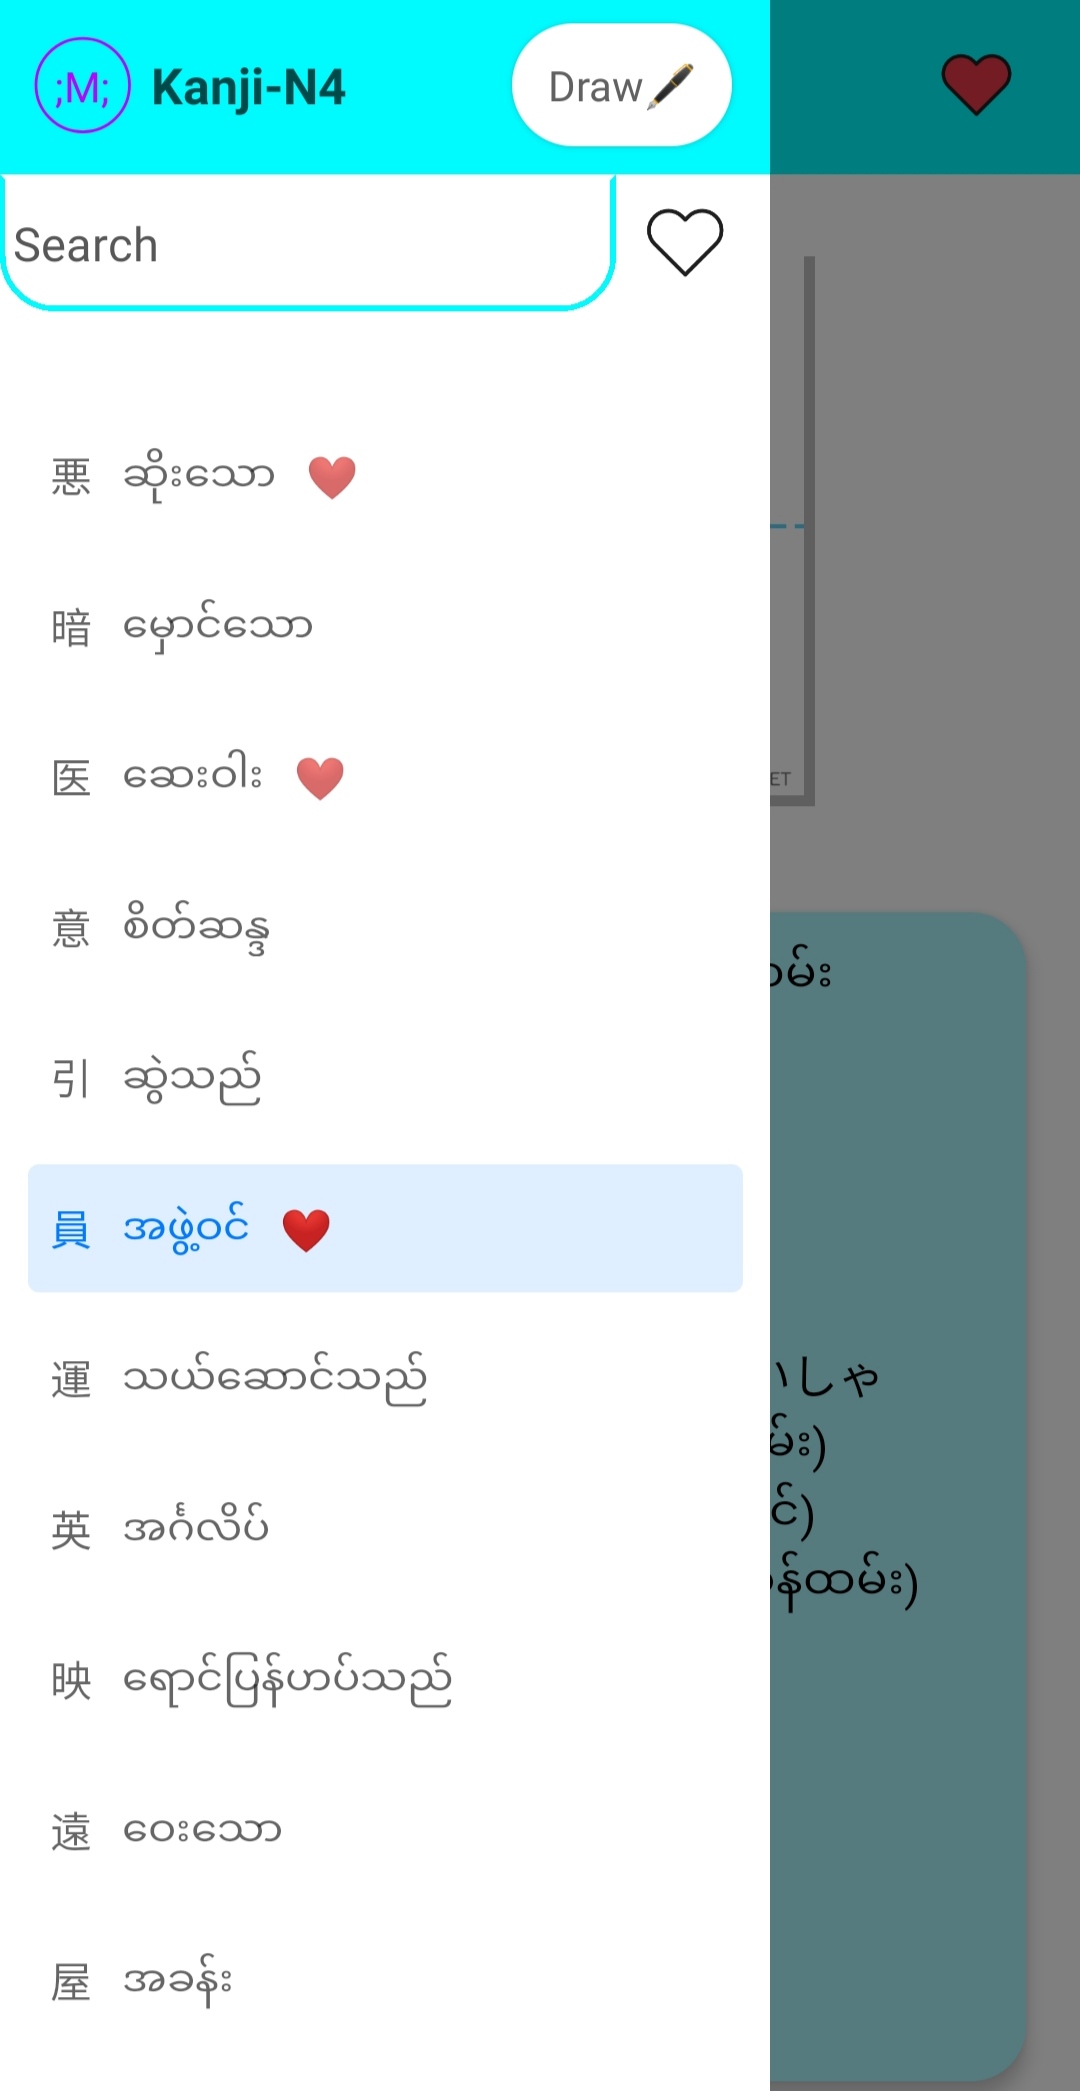 ;M; Kanji-N4 Draw
Search
悪 ဆိုးသော
暗 မှောင်သော
医 ဆေးဝါး
意 စိတ်ဆန္ဒ
引 ဆွဲသည်
員 အဖွဲ့ဝင်
運 သယ်ဆောင်သည်
英 အင်္ဂလိပ်
映 ရောင်ပြန်ဟပ်သည်
遠 ဝေးသော
屋 အခန်း
ET
မ်း
いしゃ
မ်း)
င်)
န်ထမ်း)